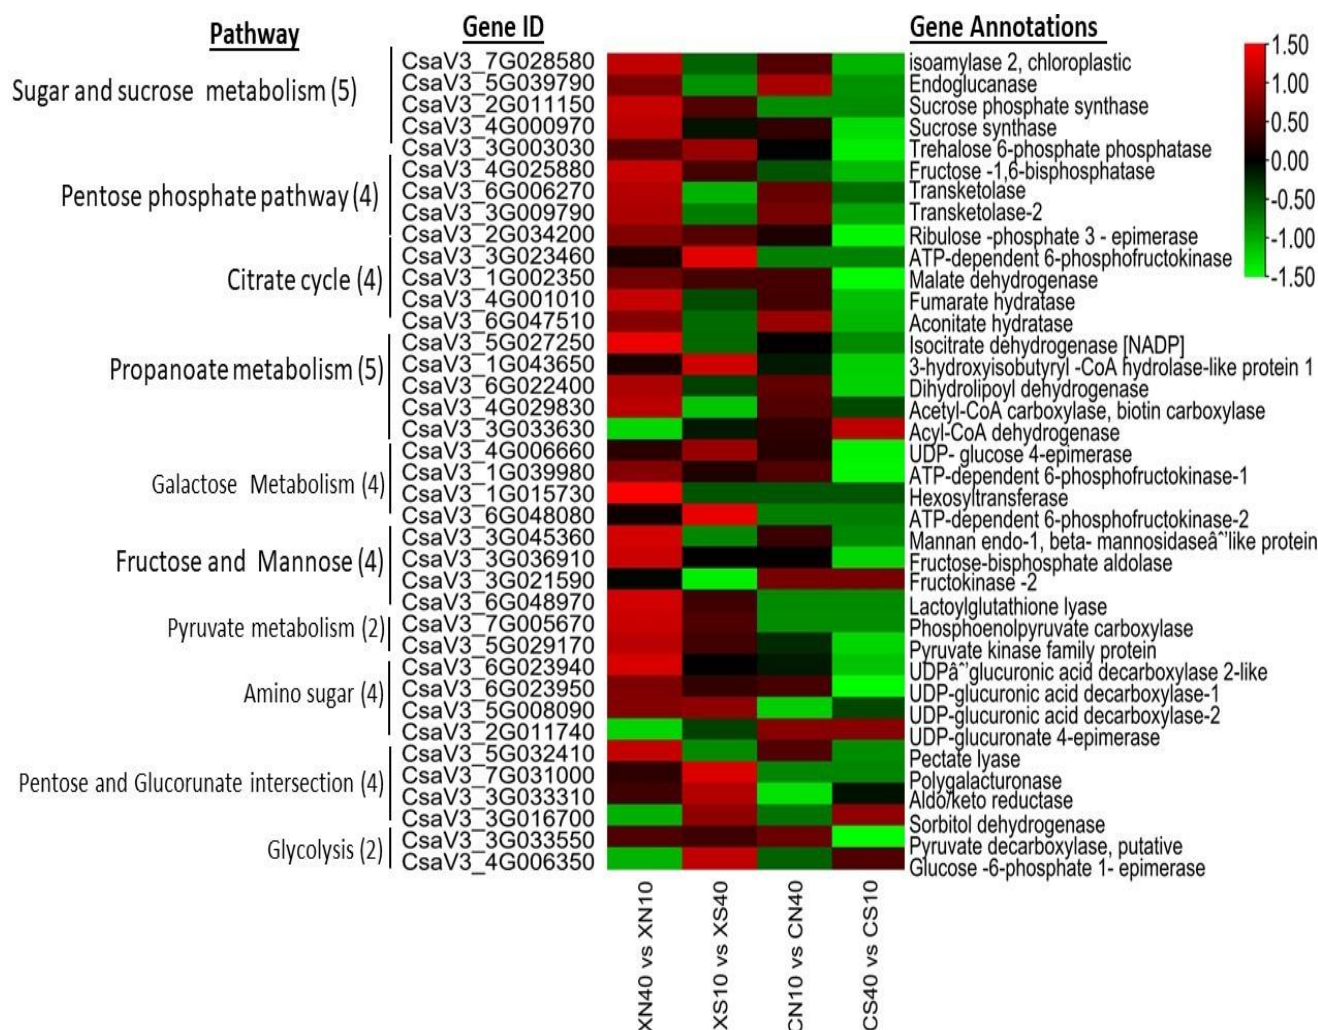 Pathway Gene ID Gene Annotations
Sugar and sucrose metabolism (5)
Pentose phosphate pathway (4)
Citrate cycle (4)
Propanoate metabolism (5)
Galactose Metabolism (4)
Fructose and Mannose (4)
Pyruvate metabolism (2)
Amino sugar (4)
Pentose and Glucorunate intersection (4)
Glycolysis (2)
CsaV3_7G028580 isoamylase 2, chloroplastic
CsaV3_5G039790 Endoglucanase
CsaV3_2G011150 Sucrose phosphate synthase
CsaV3_4G000970 Sucrose synthase
CsaV3_3G003030 Trehalose 6-phosphate phosphatase
CsaV3_4G025880 Fructose -1,6-bisphosphatase
CsaV3_6G006270 Transketolase
CsaV3_3G009790 Transketolase-2
CsaV3_2G034200 Ribulose -phosphate 3 - epimerase
CsaV3_3G023460 ATP-dependent 6-phosphofructokinase
CsaV3_1G002350 Malate dehydrogenase
CsaV3_4G001010 Fumarate hydratase
CsaV3_6G047510 Aconitate hydratase
CsaV3_5G027250 Isocitrate dehydrogenase [NADP]
CsaV3_1G043650 3-hydroxyisobutyryl -CoA hydrolase-like protein 1
CsaV3_6G022400 Dihydrolipoyl dehydrogenase
CsaV3_4G029830 Acetyl-CoA carboxylase, biotin carboxylase
CsaV3_3G033630 Acyl-CoA dehydrogenase
CsaV3_4G006660 UDP- glucose 4-epimerase
CsaV3_1G039980 ATP-dependent 6-phosphofructokinase-1
CsaV3_1G015730 Hexosyltransferase
CsaV3_6G048080 ATP-dependent 6-phosphofructokinase-2
CsaV3_3G045360 Mannan endo-1, beta- mannosidaseâˆ’like protein
CsaV3_3G036910 Fructose-bisphosphate aldolase
CsaV3_3G021590 Fructokinase -2
CsaV3_6G048970 Lactoylglutathione lyase
CsaV3_7G005670 Phosphoenolpyruvate carboxylase
CsaV3_5G029170 Pyruvate kinase family protein
CsaV3_6G023940 UDPâˆ’glucuronic acid decarboxylase 2-like
CsaV3_6G023950 UDP-glucuronic acid decarboxylase-1
CsaV3_5G008090 UDP-glucuronic acid decarboxylase-2
CsaV3_2G011740 UDP-glucuronate 4-epimerase
CsaV3_5G032410 Pectate lyase
CsaV3_7G031000 Polygalacturonase
CsaV3_3G033310 Aldo/keto reductase
CsaV3_3G016700 Sorbitol dehydrogenase
CsaV3_3G033550 Pyruvate decarboxylase, putative
CsaV3_4G006350 Glucose -6-phosphate 1- epimerase
1.50
1.00
0.50
0.00
-0.50
-1.00
-1.50
XN40 vs XN10
XS10 vs XS40
CN10 vs CN40
CS40 vs CS10